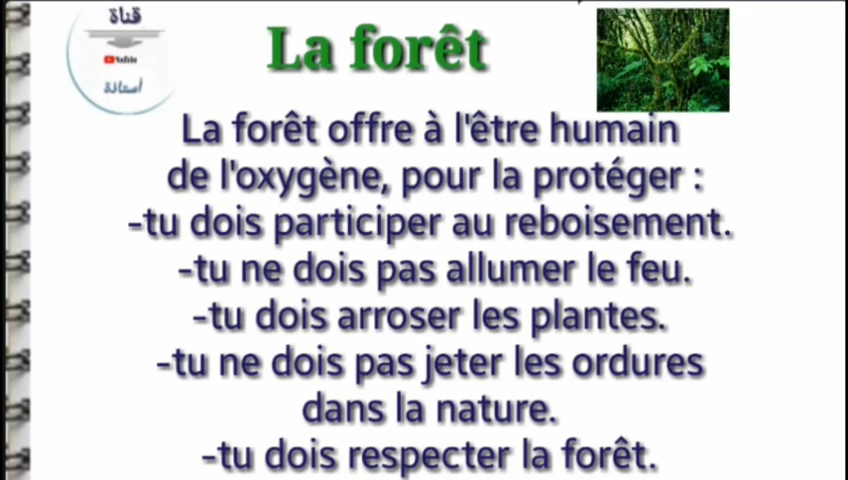 قناة
YouTube
أستاذة
La forêt
La forêt offre à l'être humain
de l'oxygène, pour la protéger :
-tu dois participer au reboisement.
-tu ne dois pas allumer le feu.
-tu dois arroser les plantes.
-tu ne dois pas jeter les ordures
dans la nature.
-tu dois respecter la forêt.